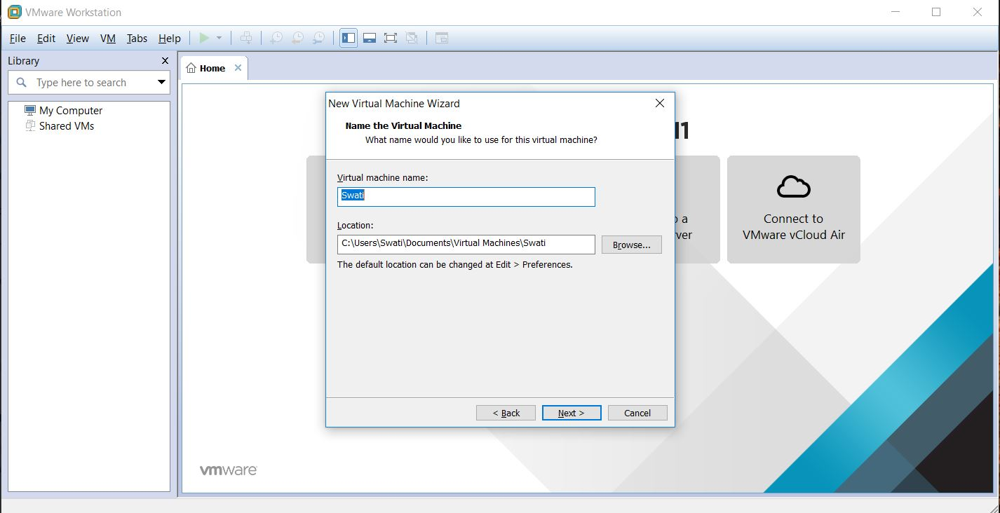 VMware Workstation
File Edit View VM Tabs Help
Library
Type here to search
My Computer
Shared VMs
Home
New Virtual Machine Wizard
Name the Virtual Machine
What name would you like to use for this virtual machine?
11
Virtual machine name:
Swati
Location:
C:\Users\Swati\Documents\Virtual Machines\Swati
Browse...
The default location can be changed at Edit > Preferences.
a
Connect to
VMware vCloud Air
< Back
Next >
Cancel
vmware